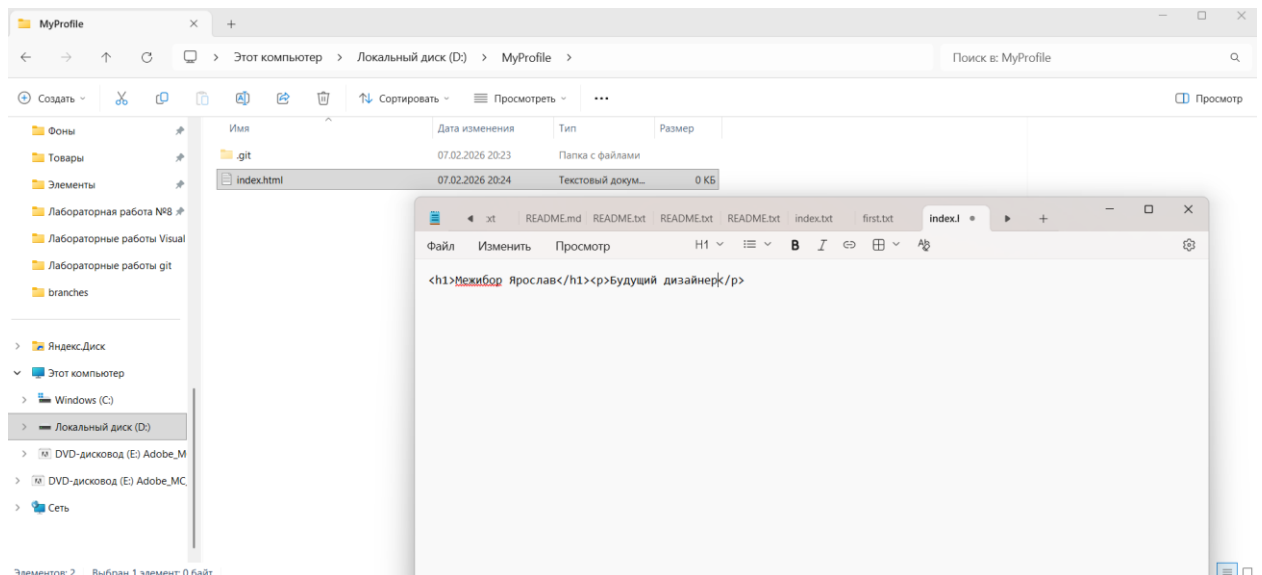 MyProfile
Этот компьютер > Локальный диск (D:) > MyProfile >
Поиск в: MyProfile
Создать
Сортировать
Просмотреть
Просмотр
Фоны
Товары
Элементы
Лабораторная работа №8
Лабораторные работы Visual
Лабораторные работы git
branches
Яндекс.Диск
Этот компьютер
Windows (C:)
Локальный диск (D:)
DVD-дисковод (E:) Adobe_M
DVD-дисковод (E:) Adobe_MC_
Сеть
Имя Дата изменения Тип Размер
.git 07.02.2026 20:23 Папка с файлами
index.html 07.02.2026 20:24 Текстовый докум... 0 КБ
xt README.md README.txt README.txt README.txt index.txt first.txt index.l
Файл Изменить Просмотр H1 B I
<h1>Межибор Ярослав</h1><p>Будущий дизайнер</p>
Элементов: 2 Выбран 1 элемент: 0 байт